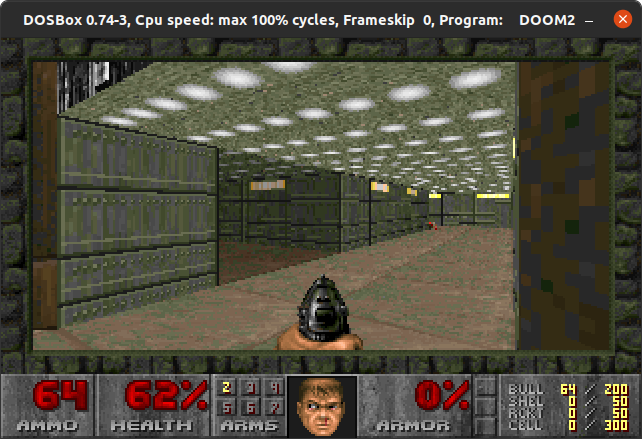 DOSBox 0.74-3, Cpu speed: max 100% cycles, Frameskip 0, Program: DOOM2
64 62% 2 3 4 0% BULL 64 / 200
5 6 7 SHEL 0 / 50
RCKT 0 / 50
AMMO HEALTH ARMS ARMOR CELL 0 / 300